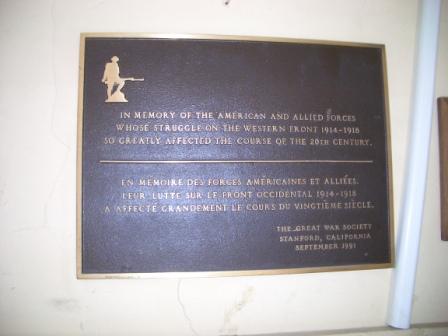 IN MEMORY OF THE AMERICAN AND ALLIED FORCES
WHOSE STRUGGLE ON THE WESTERN FRONT 1914-1918
SO GREATLY AFFECTED THE COURSE OF THE 20TH CENTURY.
EN MÉMOIRE DES FORCES AMÉRICAINES ET ALLIÉES.
LEUR LUTTE SUR LE FRONT OCCIDENTAL 1914-1918
A AFFECTÉ GRANDEMENT LE COURS DU VINGTIÈME SIÈCLE.
THE GREAT WAR SOCIETY
STANFORD, CALIFORNIA
SEPTEMBER 1991